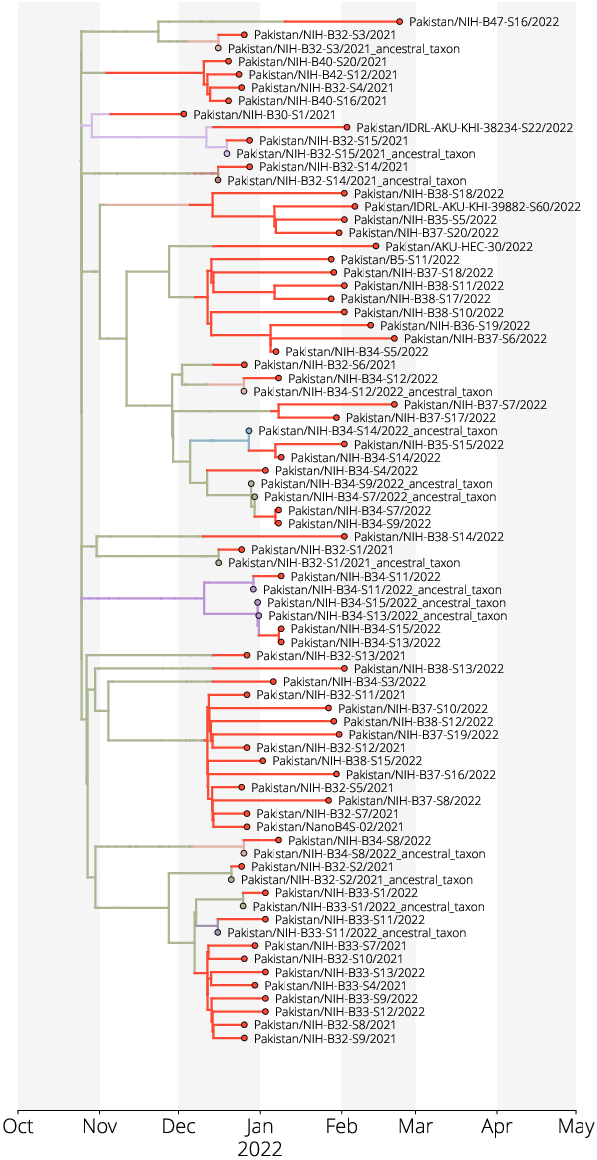 Pakistan/NIH-B47-S16/2022
Pakistan/NIH-B32-S3/2021
Pakistan/NIH-B32-S3/2021_ancestral_taxon
Pakistan/NIH-B40-S20/2021
Pakistan/NIH-B42-S12/2021
Pakistan/NIH-B32-S4/2021
Pakistan/NIH-B40-S16/2021
Pakistan/NIH-B30-S1/2021
Pakistan/IDRL-AKU-KHI-38234-S22/2022
Pakistan/NIH-B32-S15/2021
Pakistan/NIH-B32-S15/2021_ancestral_taxon
Pakistan/NIH-B32-S14/2021
Pakistan/NIH-B32-S14/2021_ancestral_taxon
Pakistan/NIH-B38-S18/2022
Pakistan/IDRL-AKU-KHI-39882-S60/2022
Pakistan/NIH-B35-S5/2022
Pakistan/NIH-B37-S20/2022
Pakistan/AKU-HEC-30/2022
Pakistan/B5-S11/2022
Pakistan/NIH-B37-S18/2022
Pakistan/NIH-B38-S11/2022
Pakistan/NIH-B38-S17/2022
Pakistan/NIH-B38-S10/2022
Pakistan/NIH-B36-S19/2022
Pakistan/NIH-B37-S6/2022
Pakistan/NIH-B34-S5/2022
Pakistan/NIH-B32-S6/2021
Pakistan/NIH-B34-S12/2022
Pakistan/NIH-B34-S12/2022_ancestral_taxon
Pakistan/NIH-B37-S7/2022
Pakistan/NIH-B37-S17/2022
Pakistan/NIH-B34-S14/2022_ancestral_taxon
Pakistan/NIH-B35-S15/2022
Pakistan/NIH-B34-S14/2022
Pakistan/NIH-B34-S4/2022
Pakistan/NIH-B34-S9/2022_ancestral_taxon
Pakistan/NIH-B34-S7/2022_ancestral_taxon
Pakistan/NIH-B34-S7/2022
Pakistan/NIH-B34-S9/2022
Pakistan/NIH-B38-S14/2022
Pakistan/NIH-B32-S1/2021
Pakistan/NIH-B32-S1/2021_ancestral_taxon
Pakistan/NIH-B34-S11/2022
Pakistan/NIH-B34-S11/2022_ancestral_taxon
Pakistan/NIH-B34-S15/2022_ancestral_taxon
Pakistan/NIH-B34-S13/2022_ancestral_taxon
Pakistan/NIH-B34-S15/2022
Pakistan/NIH-B34-S13/2022
Pakistan/NIH-B32-S13/2021
Pakistan/NIH-B38-S13/2022
Pakistan/NIH-B34-S3/2022
Pakistan/NIH-B32-S11/2021
Pakistan/NIH-B37-S10/2022
Pakistan/NIH-B38-S12/2022
Pakistan/NIH-B37-S19/2022
Pakistan/NIH-B32-S12/2021
Pakistan/NIH-B38-S15/2022
Pakistan/NIH-B37-S16/2022
Pakistan/NIH-B32-S5/2021
Pakistan/NIH-B37-S8/2022
Pakistan/NIH-B32-S7/2021
Pakistan/NanoB4S-02/2021
Pakistan/NIH-B34-S8/2022
Pakistan/NIH-B34-S8/2022_ancestral_taxon
Pakistan/NIH-B32-S2/2021
Pakistan/NIH-B32-S2/2021_ancestral_taxon
Pakistan/NIH-B33-S1/2022
Pakistan/NIH-B33-S1/2022_ancestral_taxon
Pakistan/NIH-B33-S11/2022
Pakistan/NIH-B33-S11/2022_ancestral_taxon
Pakistan/NIH-B33-S7/2021
Pakistan/NIH-B32-S10/2021
Pakistan/NIH-B33-S13/2022
Pakistan/NIH-B33-S4/2021
Pakistan/NIH-B33-S9/2022
Pakistan/NIH-B33-S12/2022
Pakistan/NIH-B32-S8/2021
Pakistan/NIH-B32-S9/2021
Oct Nov Dec Jan Feb Mar Apr May
2022